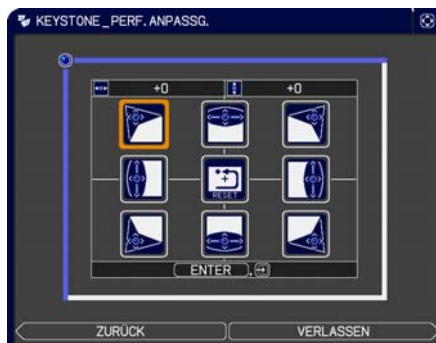 KEYSTONE_PERF. ANPASSG.
+0 +0
RESET
ENTER ,
ZURÜCK VERLASSEN